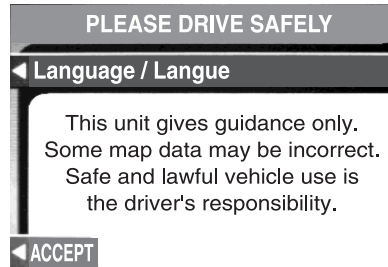 PLEASE DRIVE SAFELY
Language / Langue
This unit gives guidance only.
Some map data may be incorrect.
Safe and lawful vehicle use is
the driver's responsibility.
ACCEPT